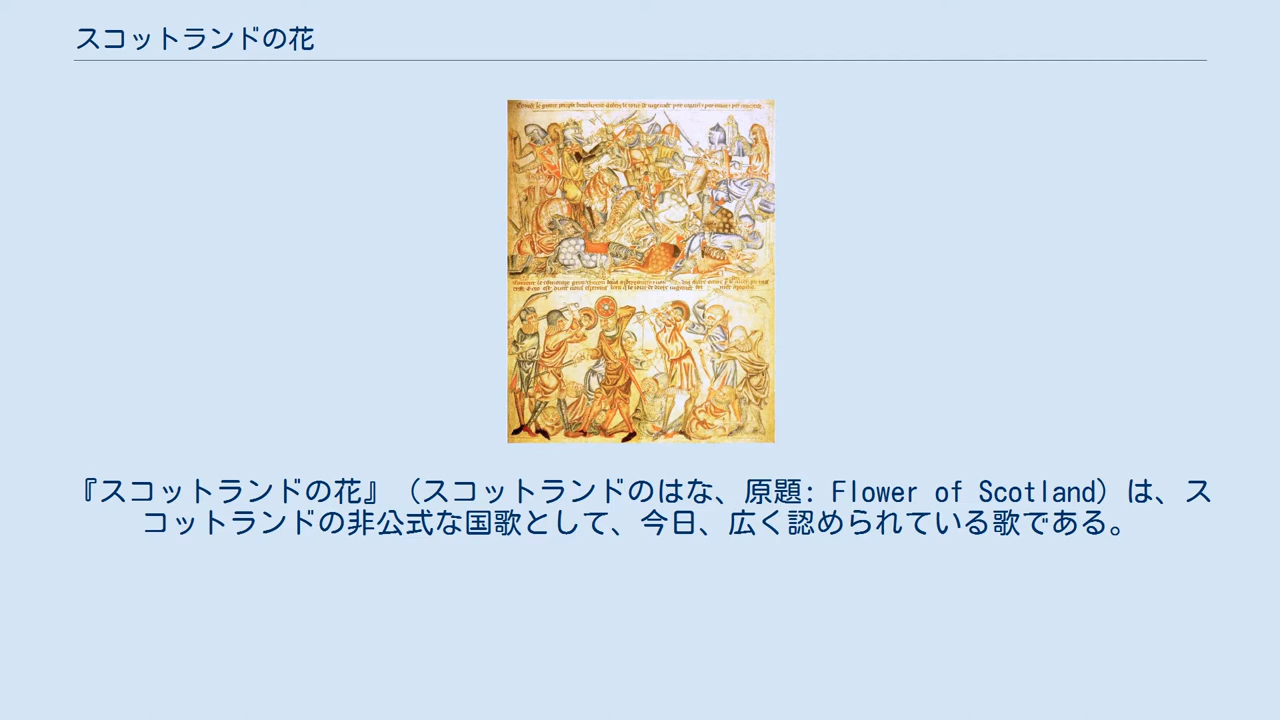 スコットランドの花
『スコットランドの花』（スコットランドのはな、原題: Flower of Scotland）は、ス
コットランドの非公式な国歌として、今日、広く認められている歌である。